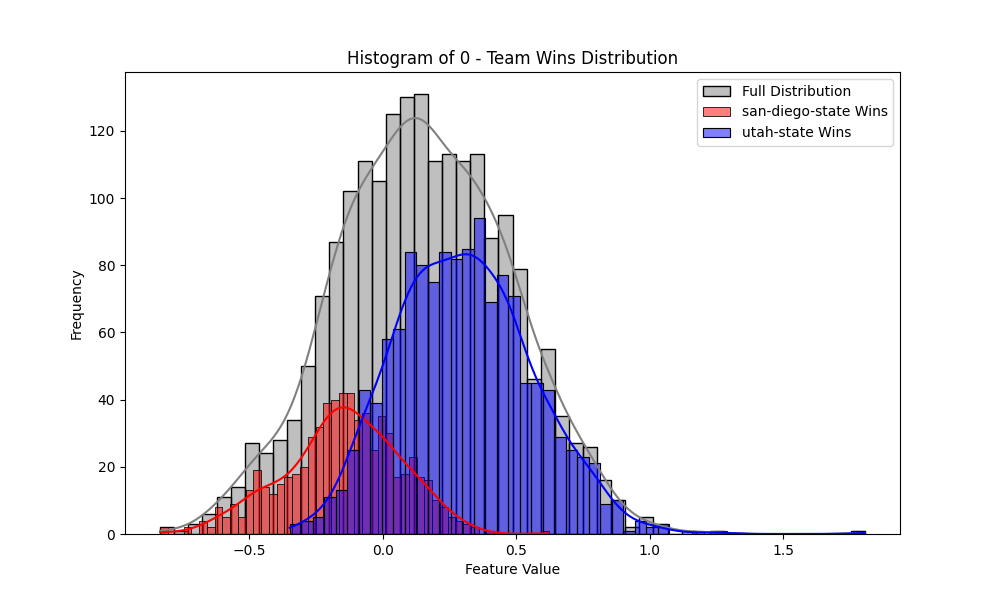 Histogram of 0 - Team Wins Distribution
Full Distribution
san-diego-state Wins
utah-state Wins
Frequency
120
100
80
60
40
20
0
−0.5
0.0
0.5
1.0
1.5
Feature Value